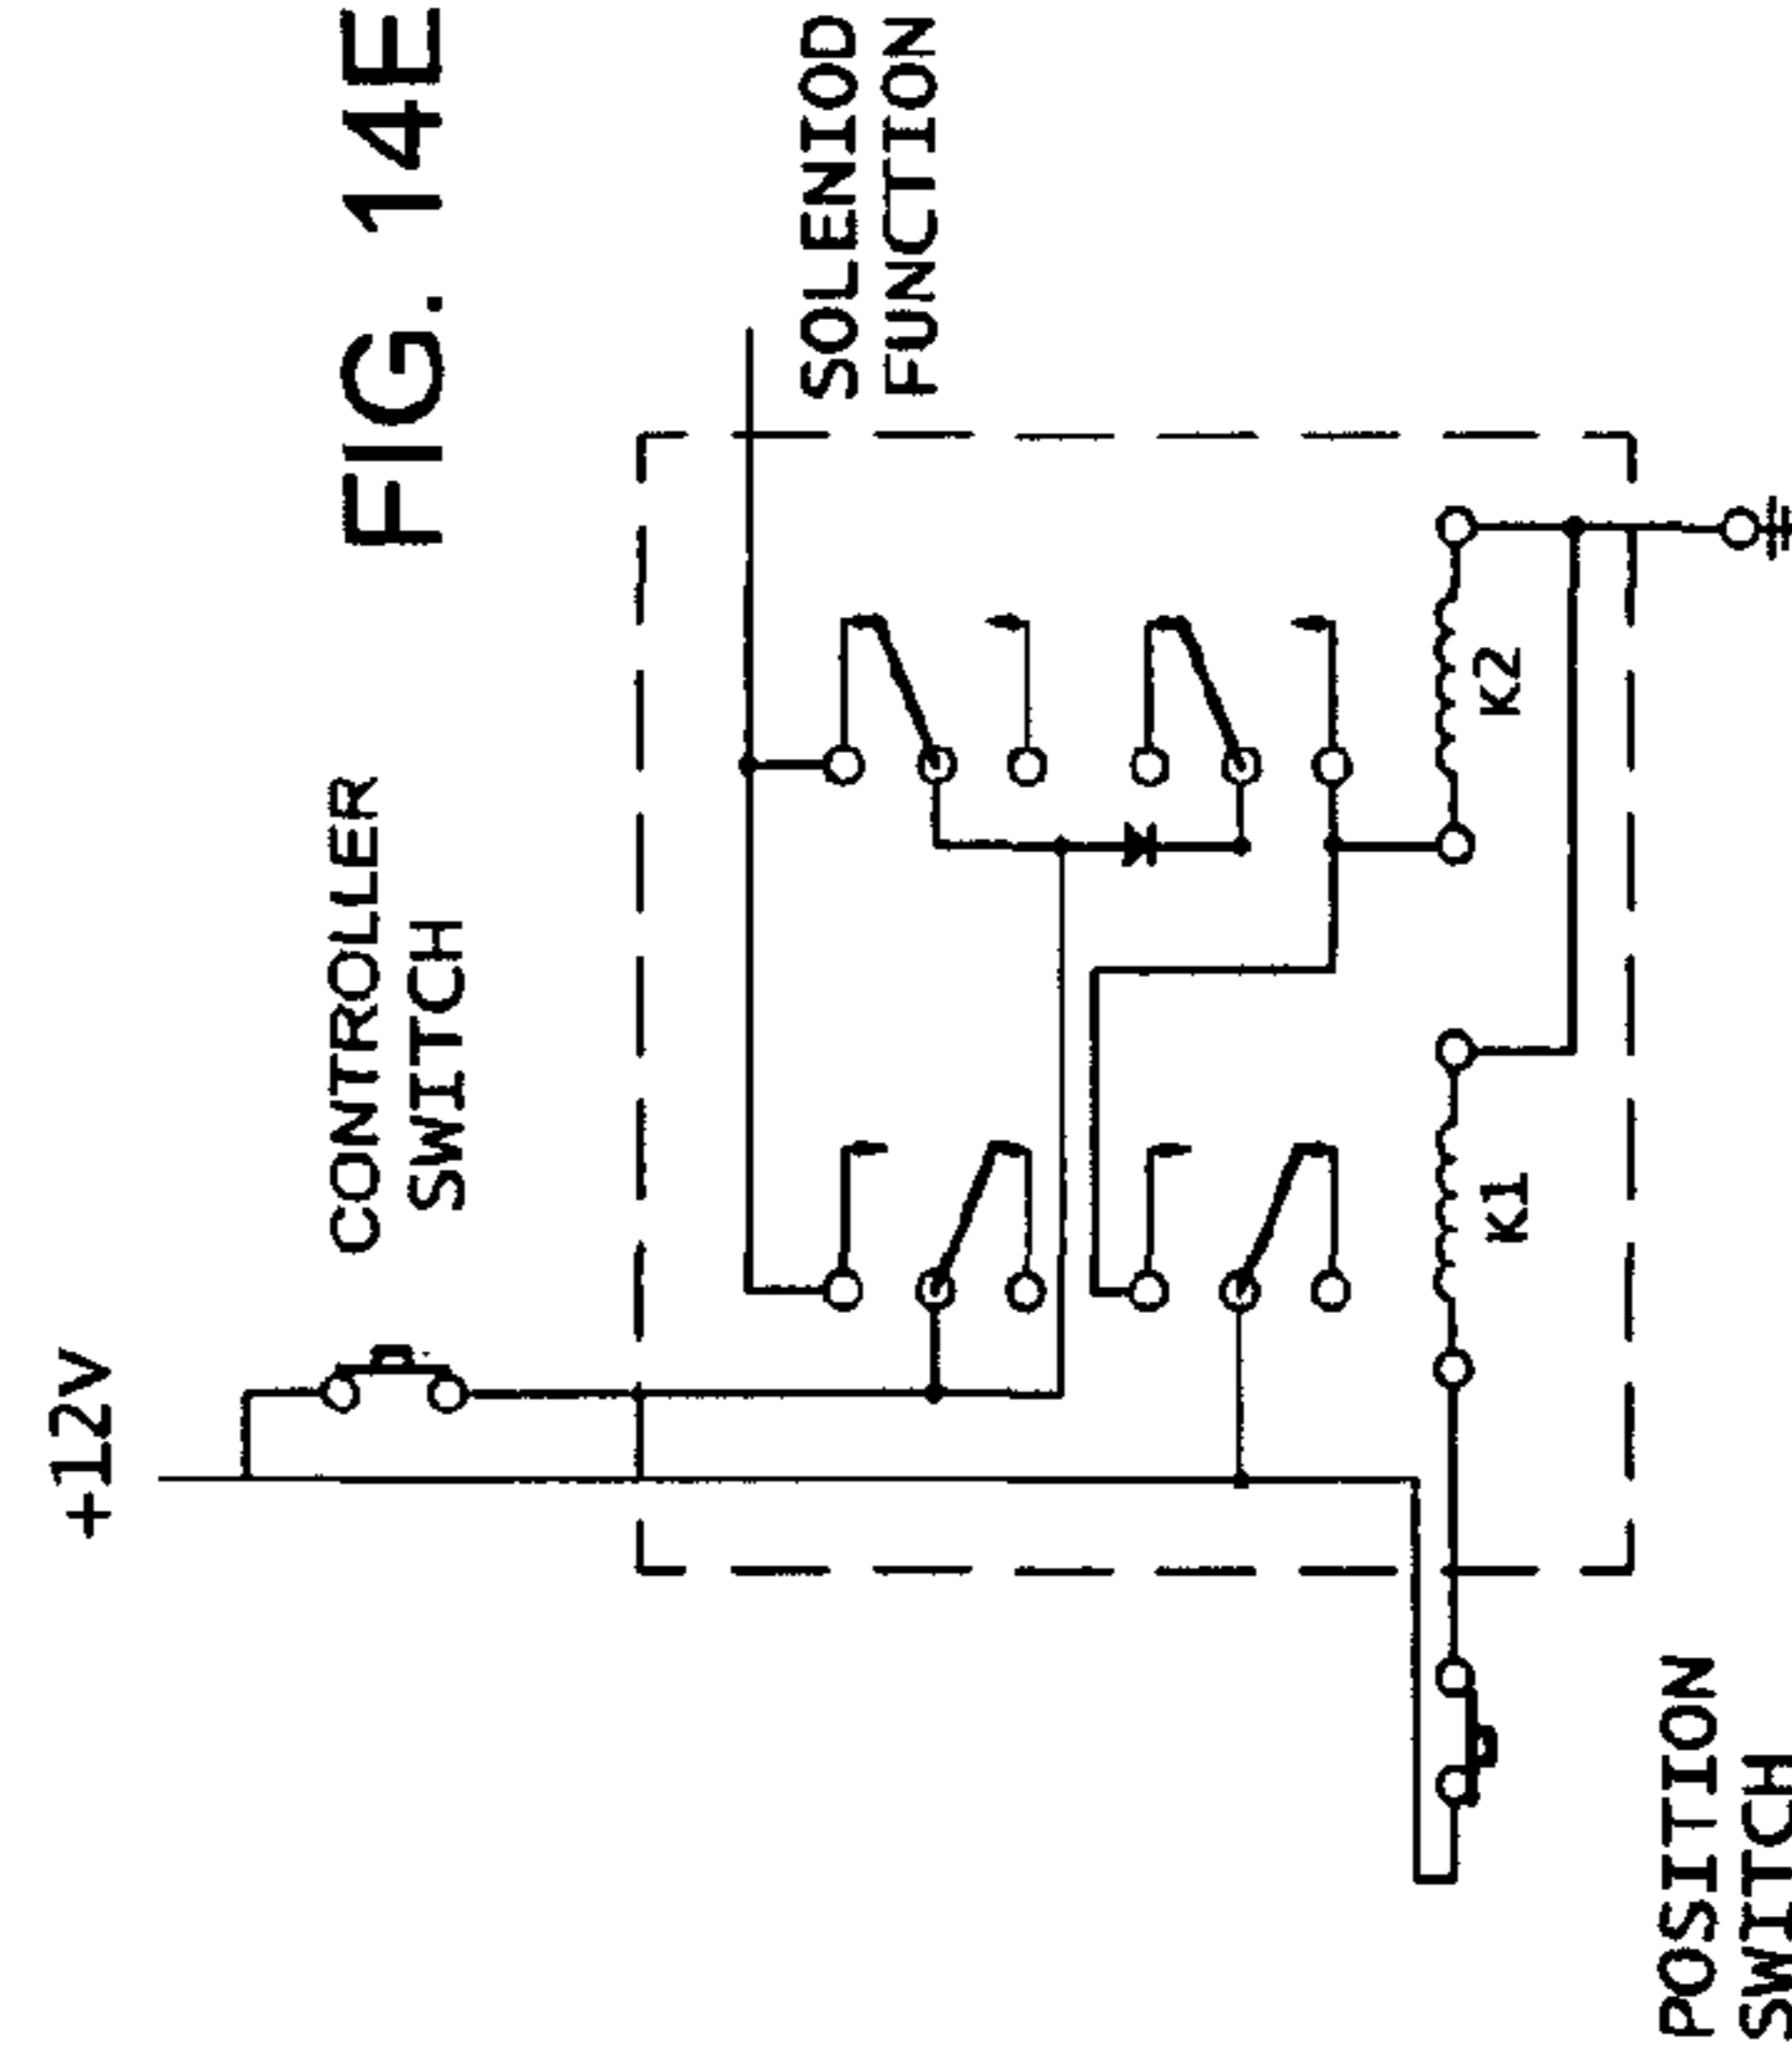 FIG. 14E
+12V
CONTROLLER
SWITCH
SOLENIOD
FUNCTION
K1
K2
POSITION
SWITCH